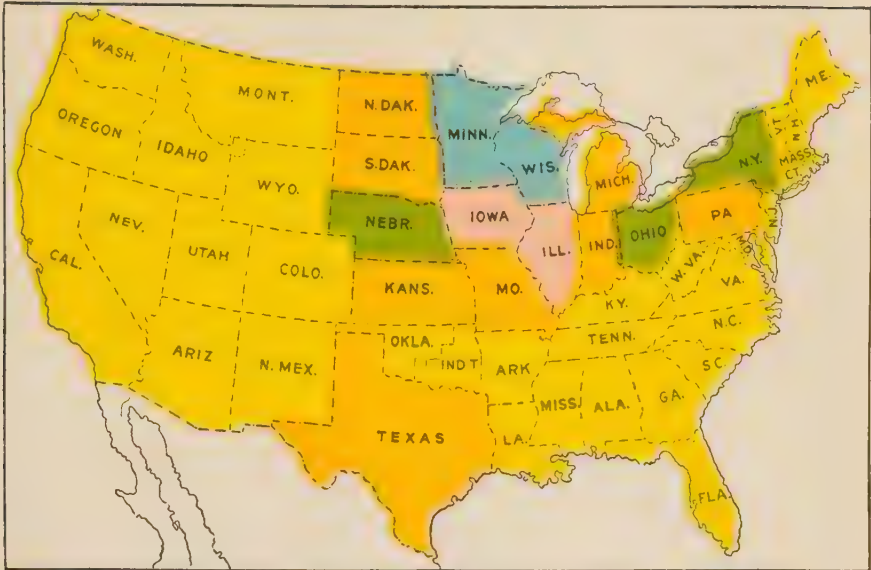 WASH.
OREGON
IDAHO
MONT.
WYO.
NEV.
CAL.
UTAH
COLO.
ARIZ
N. MEX.
N. DAK.
S. DAK.
NEBR.
KANS.
OKLA.
IND T
TEXAS
MINN.
WIS.
IOWA
ILL.
MO.
ARK
LA.
MICH.
IND.
OHIO
KY.
TENN.
MISS.
ALA.
GA.
FLA.
S.C.
N.C.
VA.
W. VA.
MD.
PA
N.J.
N.Y.
VT
N H
MASS.
CT.
ME.